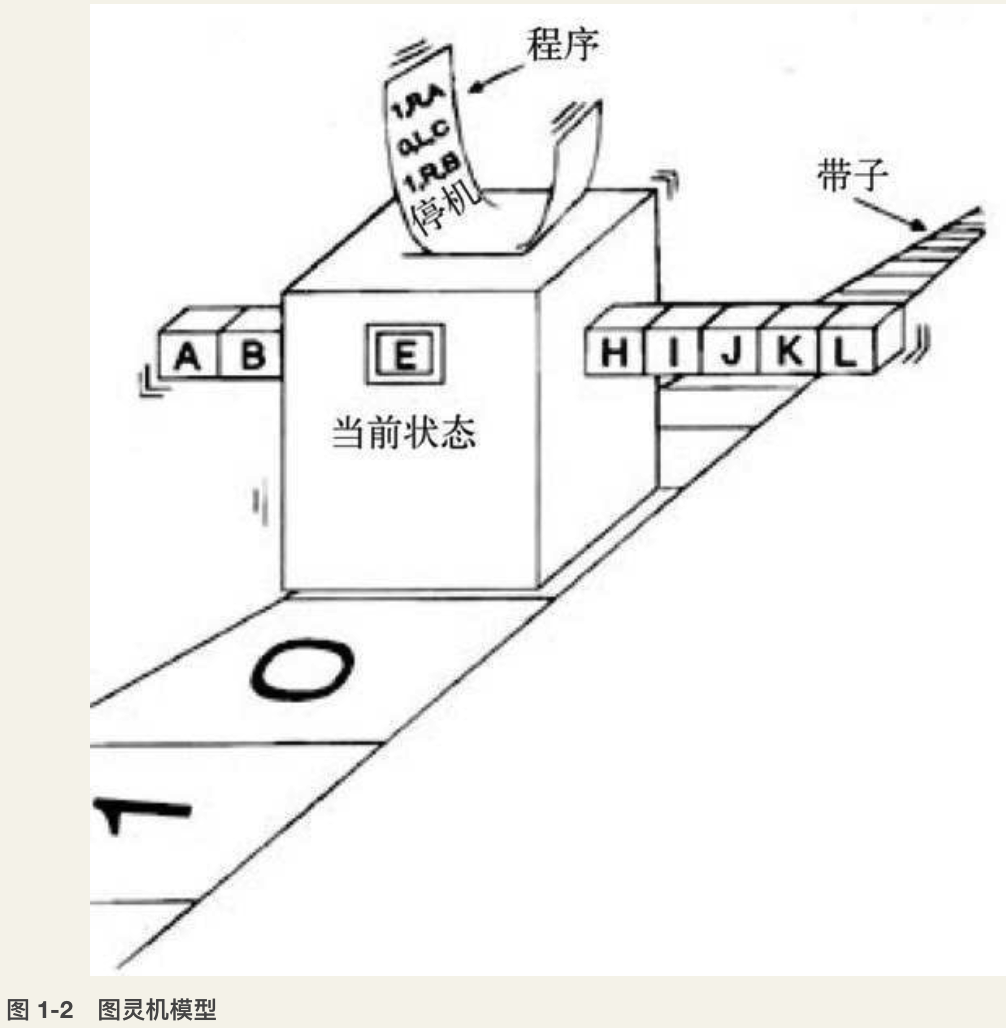 程序
1,R,A
0,L,C
1,R,B
停机
带子
A B E H I J K L
当前状态
0
1
图 1-2 图灵机模型